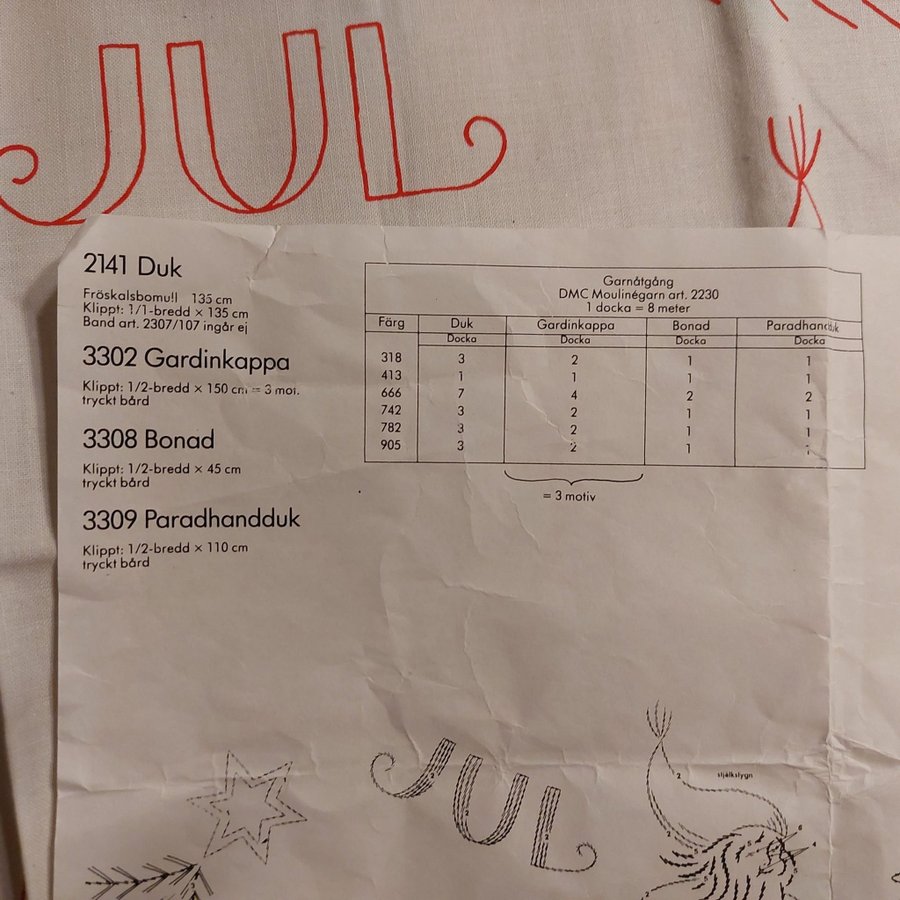 JUL
2141 Duk
Fröskalsbomull 135 cm
Klippt: 1/1-bredd × 135 cm
Band art. 2307/107 ingår ej
3302 Gardinkappa
Klippt: 1/2-bredd × 150 cm = 3 mot.
tryckt bård
3308 Bonad
Klippt: 1/2-bredd × 45 cm
tryckt bård
3309 Paradhandduk
Klippt: 1/2-bredd × 110 cm
tryckt bård
Garnåtgång
DMC Moulinégarn art. 2230
1 docka = 8 meter
Färg Duk Gardinkappa Bonad Paradhandduk
Docka Docka Docka Docka
318 3 2 1 1
413 1 1 1 1
666 7 4 2 2
742 3 2 1 1
782 3 2 1 1
905 3 2 1 1
= 3 motiv
JUL
2 stjälkstygn
2